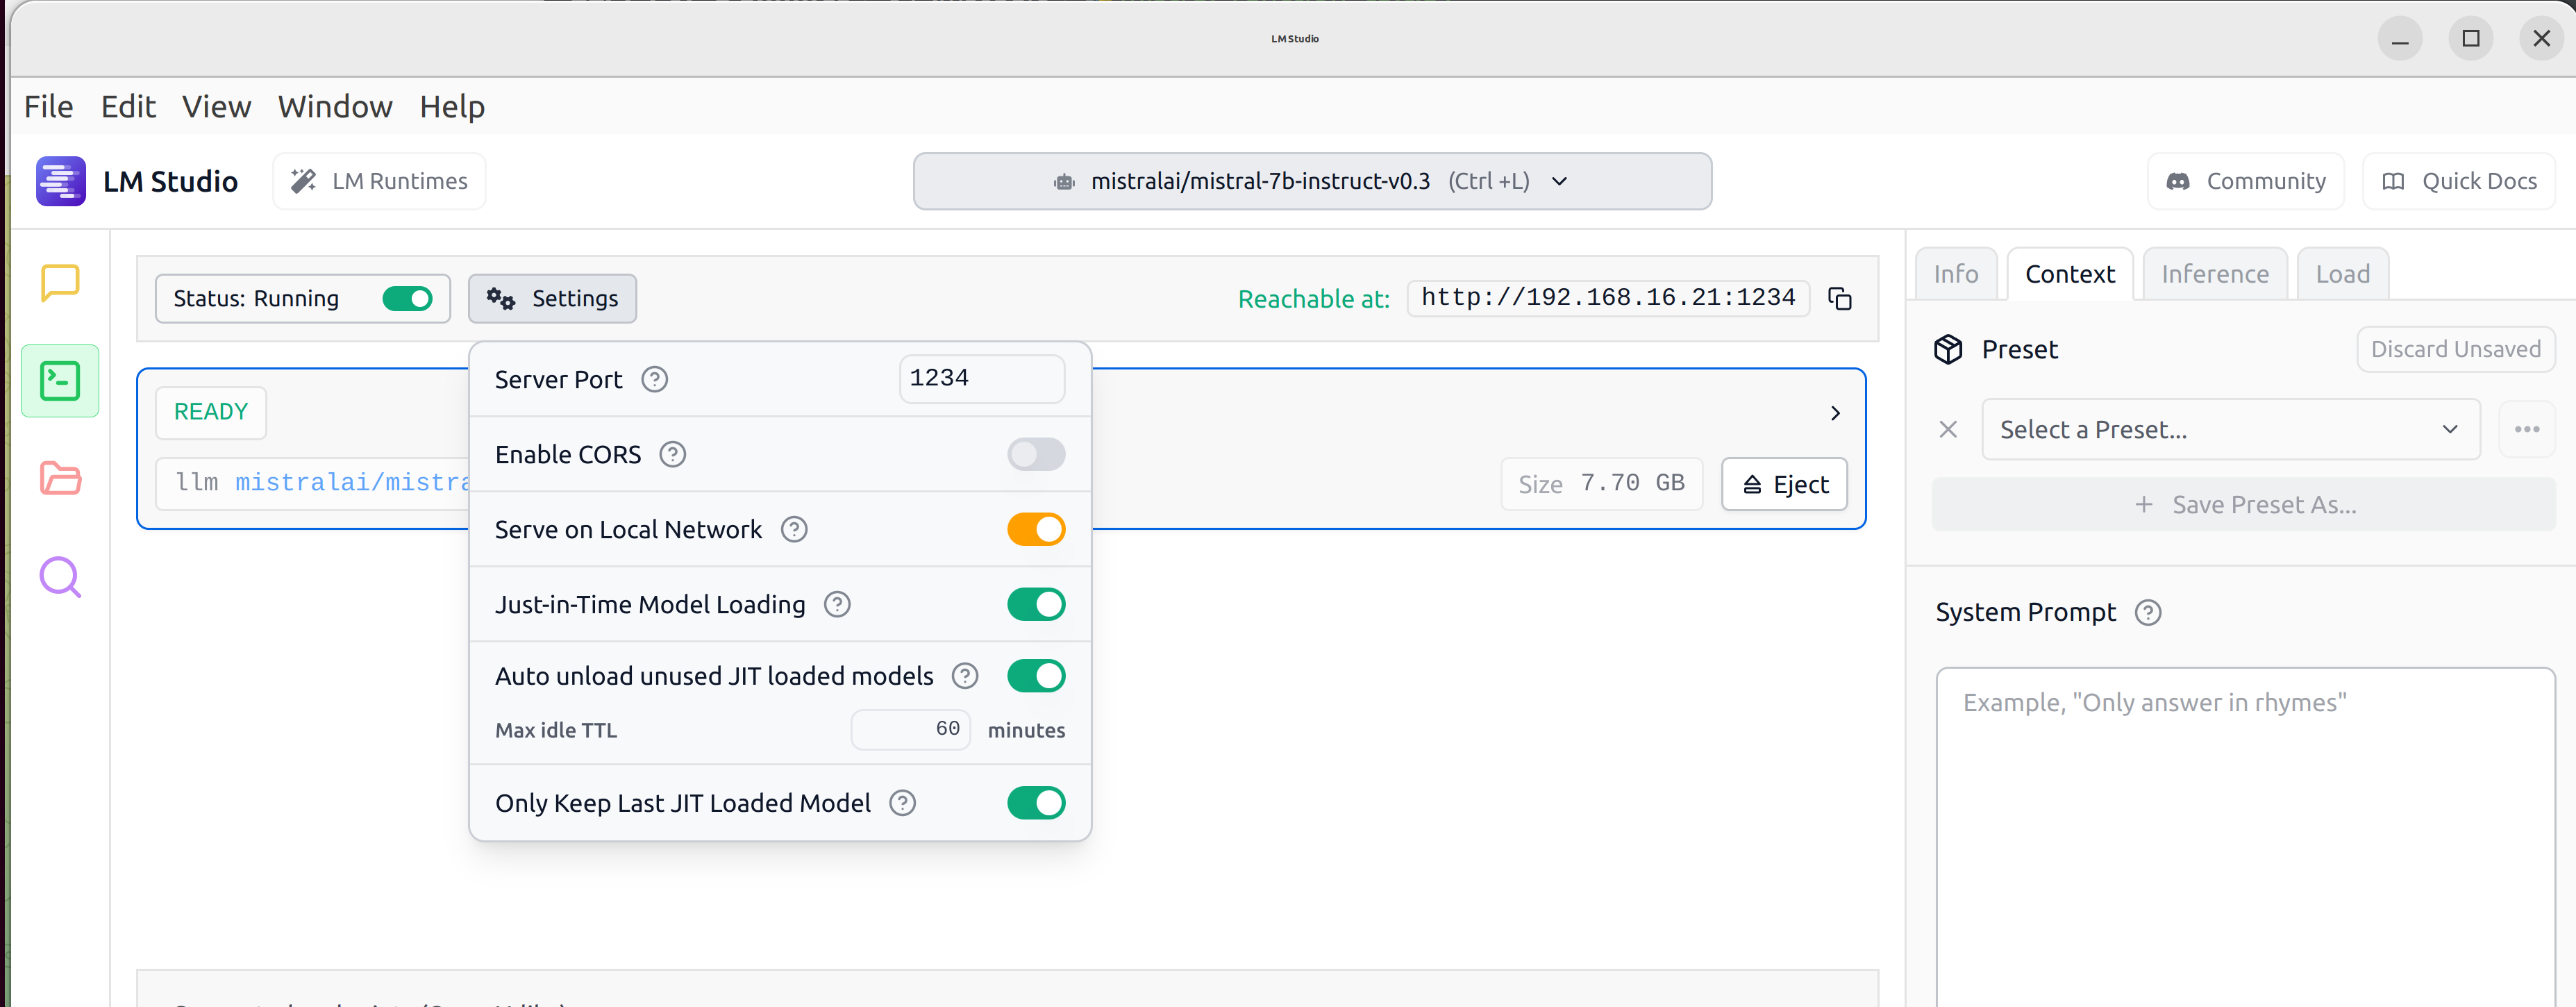 LM Studio
File Edit View Window Help
LM Studio LM Runtimes mistralai/mistral-7b-instruct-v0.3 (Ctrl +L) Community Quick Docs
Status: Running Settings Reachable at: http://192.168.16.21:1234
Info Context Inference Load
Server Port 1234
Preset Discard Unsaved
READY
Enable CORS
Select a Preset...
llm mistralai/mistra
Size 7.70 GB Eject
Save Preset As...
Serve on Local Network
Just-in-Time Model Loading
System Prompt
Auto unload unused JIT loaded models
Example, "Only answer in rhymes"
Max idle TTL 60 minutes
Only Keep Last JIT Loaded Model